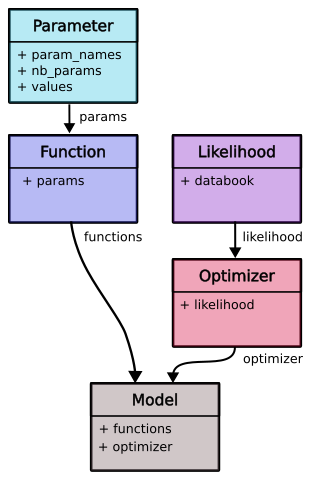 Parameter
+ param_names
+ nb_params
+ values
params
Function
+ params
Likelihood
+ databook
functions
likelihood
Optimizer
+ likelihood
optimizer
Model
+ functions
+ optimizer